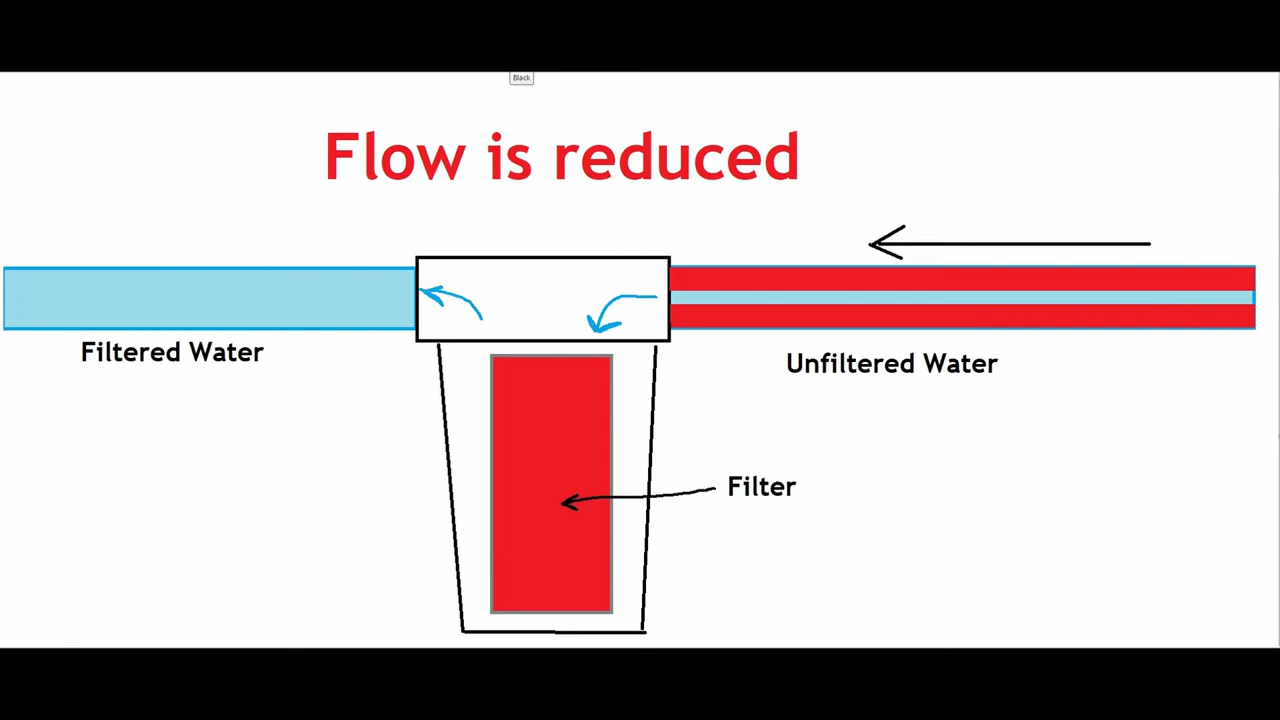 Black
Flow is reduced
Filtered Water
Unfiltered Water
Filter